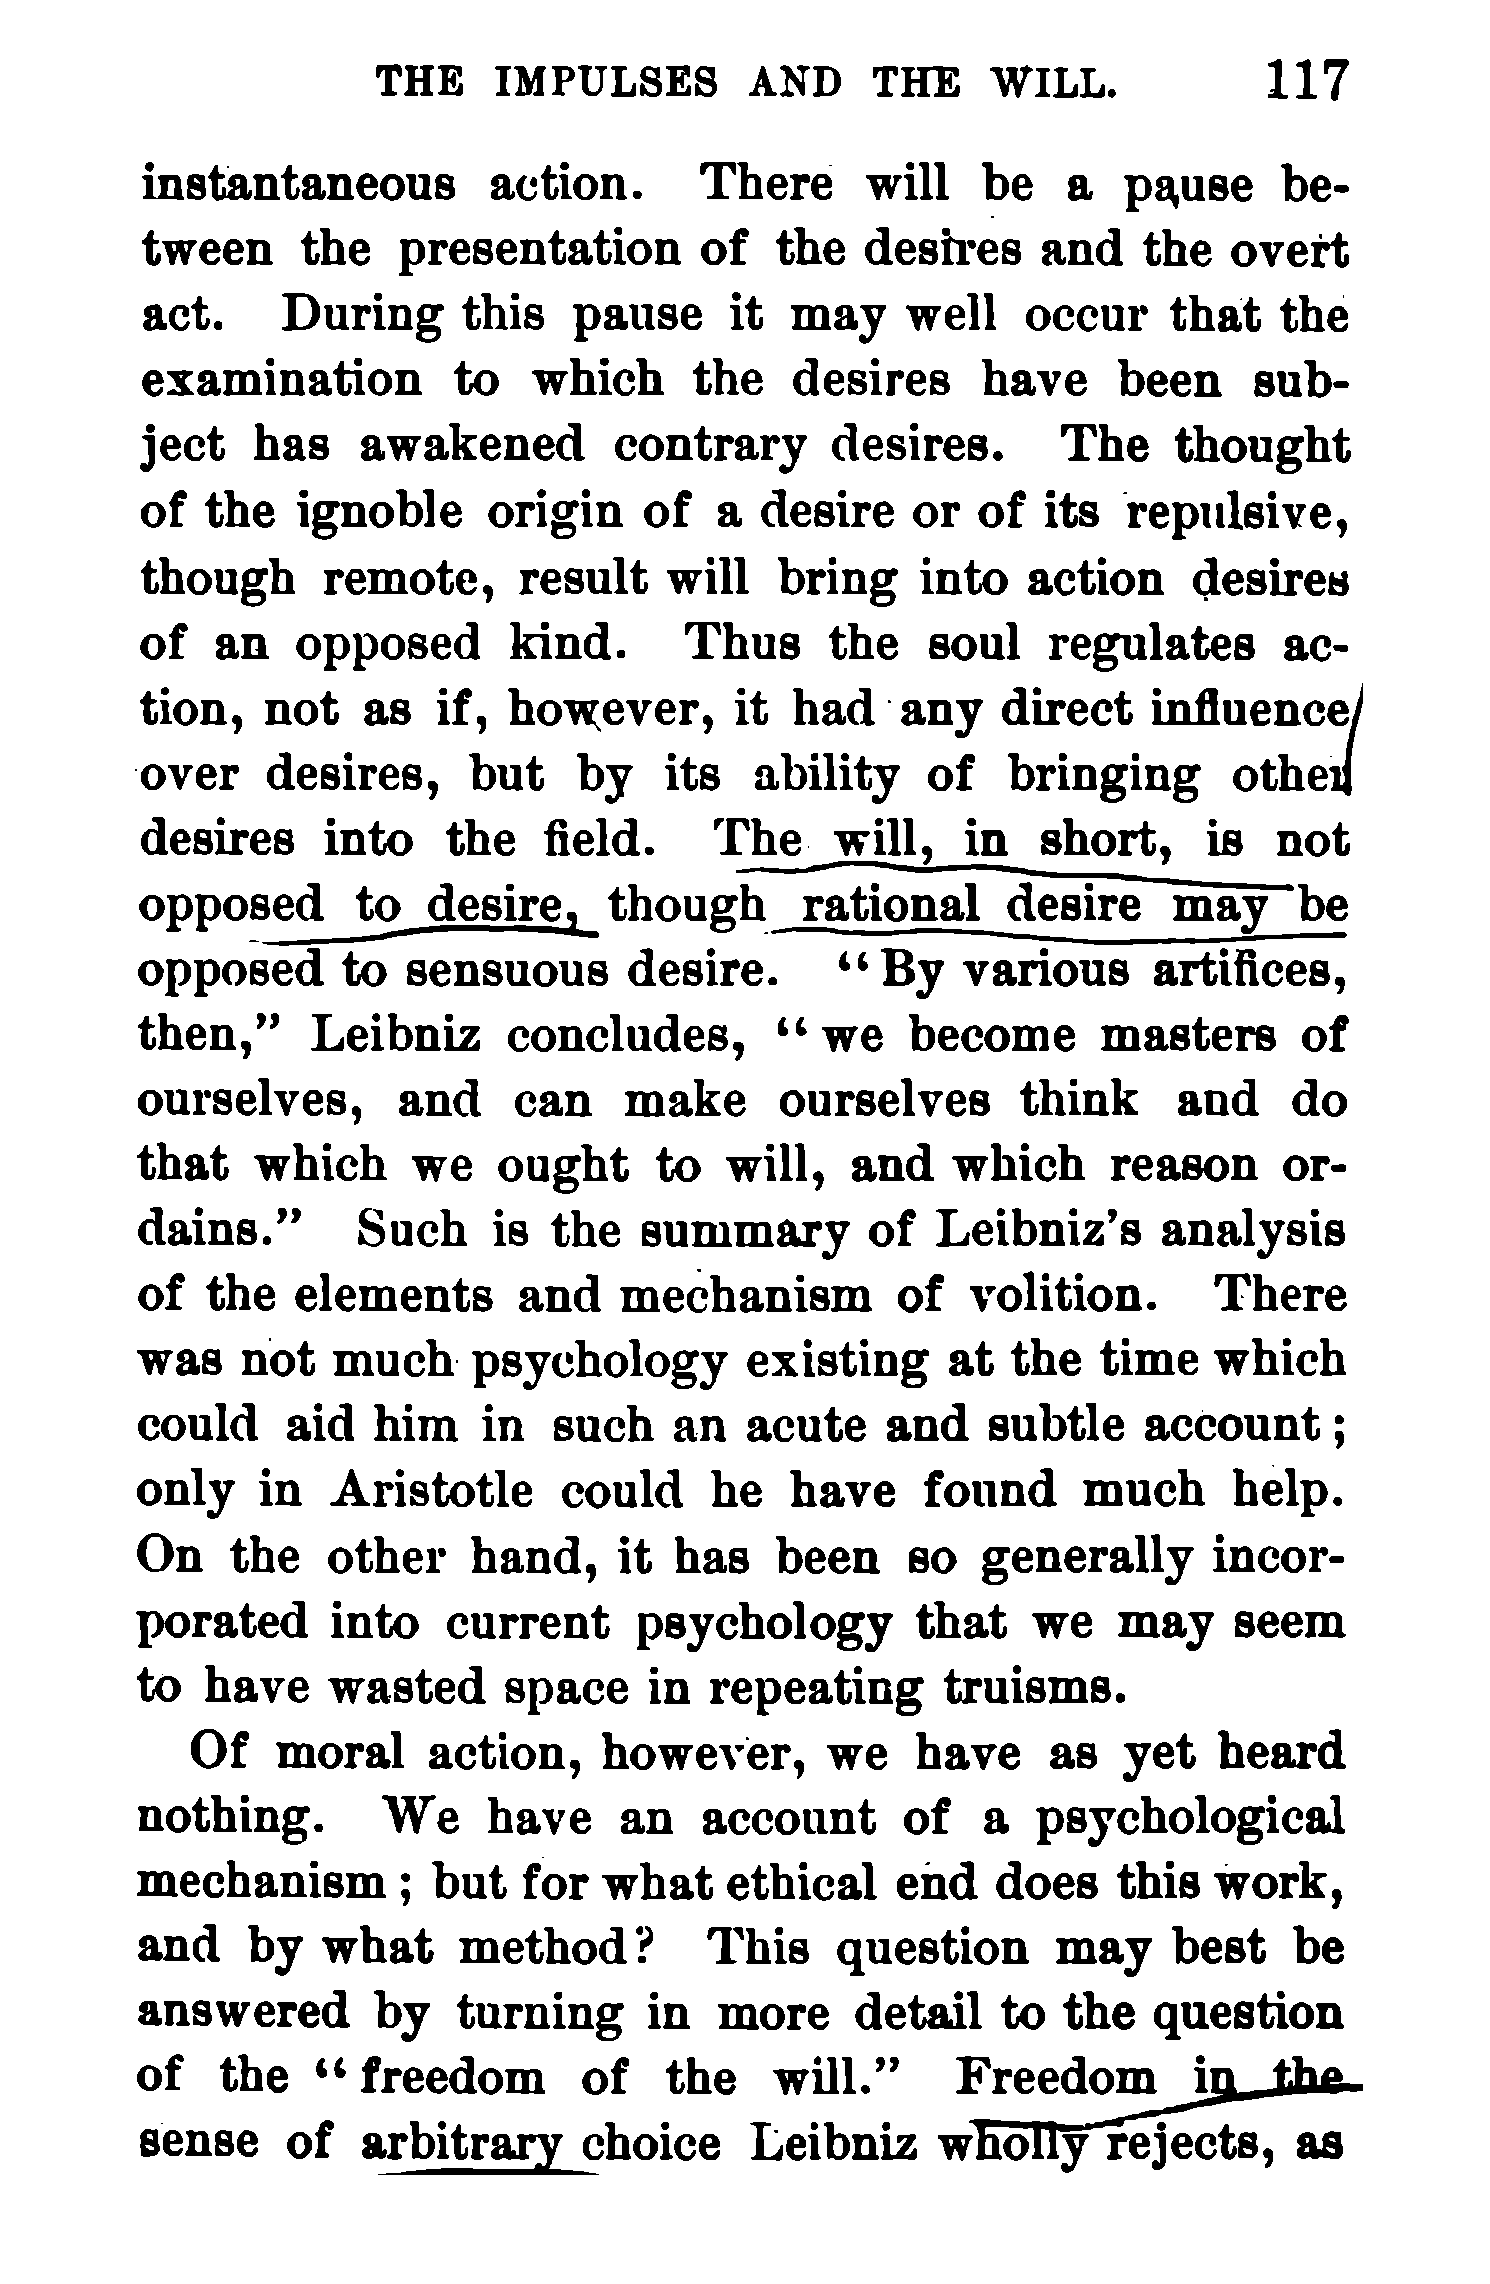 THE IMPULSES AND THE WILL. 117
instantaneous action. There will be a pause be-
tween the presentation of the desires and the overt
act. During this pause it may well occur that the
examination to which the desires have been sub-
ject has awakened contrary desires. The thought
of the ignoble origin of a desire or of its repulsive,
though remote, result will bring into action desires
of an opposed kind. Thus the soul regulates ac-
tion, not as if, however, it had any direct influence
over desires, but by its ability of bringing other
desires into the field. The will, in short, is not
opposed to desire, though rational desire may be
opposed to sensuous desire. “By various artifices,
then,” Leibniz concludes, “we become masters of
ourselves, and can make ourselves think and do
that which we ought to will, and which reason or-
dains.” Such is the summary of Leibniz’s analysis
of the elements and mechanism of volition. There
was not much psychology existing at the time which
could aid him in such an acute and subtle account;
only in Aristotle could he have found much help.
On the other hand, it has been so generally incor-
porated into current psychology that we may seem
to have wasted space in repeating truisms.
Of moral action, however, we have as yet heard
nothing. We have an account of a psychological
mechanism; but for what ethical end does this work,
and by what method? This question may best be
answered by turning in more detail to the question
of the “freedom of the will.” Freedom in the
sense of arbitrary choice Leibniz wholly rejects, as